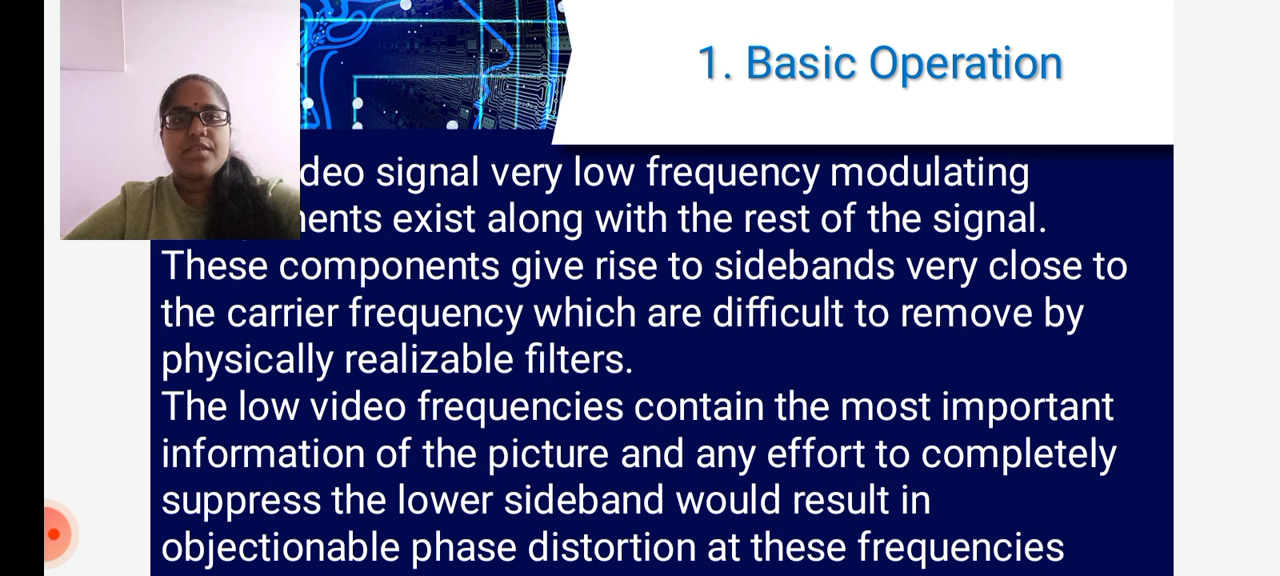 1. Basic Operation
deo signal very low frequency modulating
nents exist along with the rest of the signal.
These components give rise to sidebands very close to
the carrier frequency which are difficult to remove by
physically realizable filters.
The low video frequencies contain the most important
information of the picture and any effort to completely
suppress the lower sideband would result in
objectionable phase distortion at these frequencies